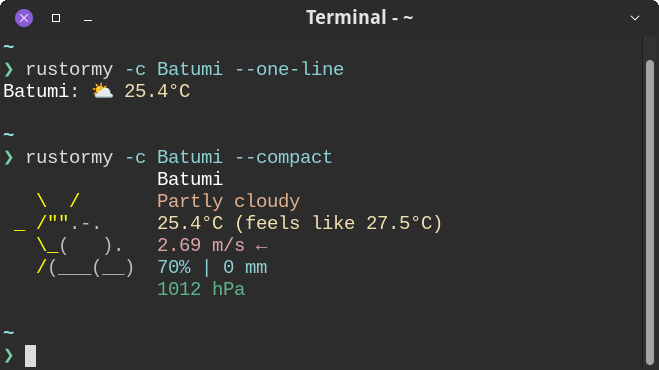 Terminal - ~
~
❯ rustormy -c Batumi --one-line
Batumi: ⛅ 25.4°C
~
❯ rustormy -c Batumi --compact
Batumi
\  /       Partly cloudy
_ /"".-.     25.4°C (feels like 27.5°C)
\_(   ).   2.69 m/s ←
/(___(__)  70% | 0 mm
1012 hPa
~
❯